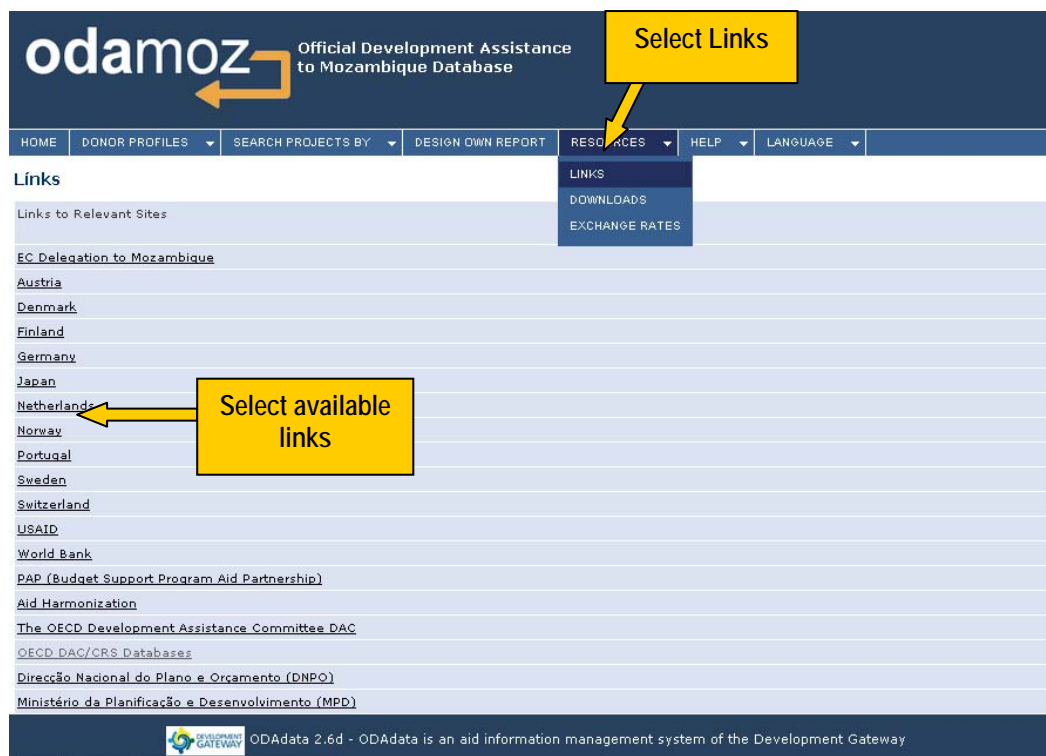 odamoz
Official Development Assistance
to Mozambique Database
Select Links
HOME
DONOR PROFILES
SEARCH PROJECTS BY
DESIGN OWN REPORT
RESOURCES
HELP
LANGUAGE
LINKS
DOWNLOADS
EXCHANGE RATES
Línks
Links to Relevant Sites
EC Delegation to Mozambique
Austria
Denmark
Finland
Germany
Japan
Netherlands
Norway
Select available
links
Portugal
Sweden
Switzerland
USAID
World Bank
PAP (Budget Support Program Aid Partnership)
Aid Harmonization
The OECD Development Assistance Committee DAC
OECD DAC/CRS Databases
Direcção Nacional do Plano e Orçamento (DNPO)
Ministério da Planificação e Desenvolvimento (MPD)
DEVELOPMENT
GATEWAY
ODAdata 2.6d - ODAdata is an aid information management system of the Development Gateway